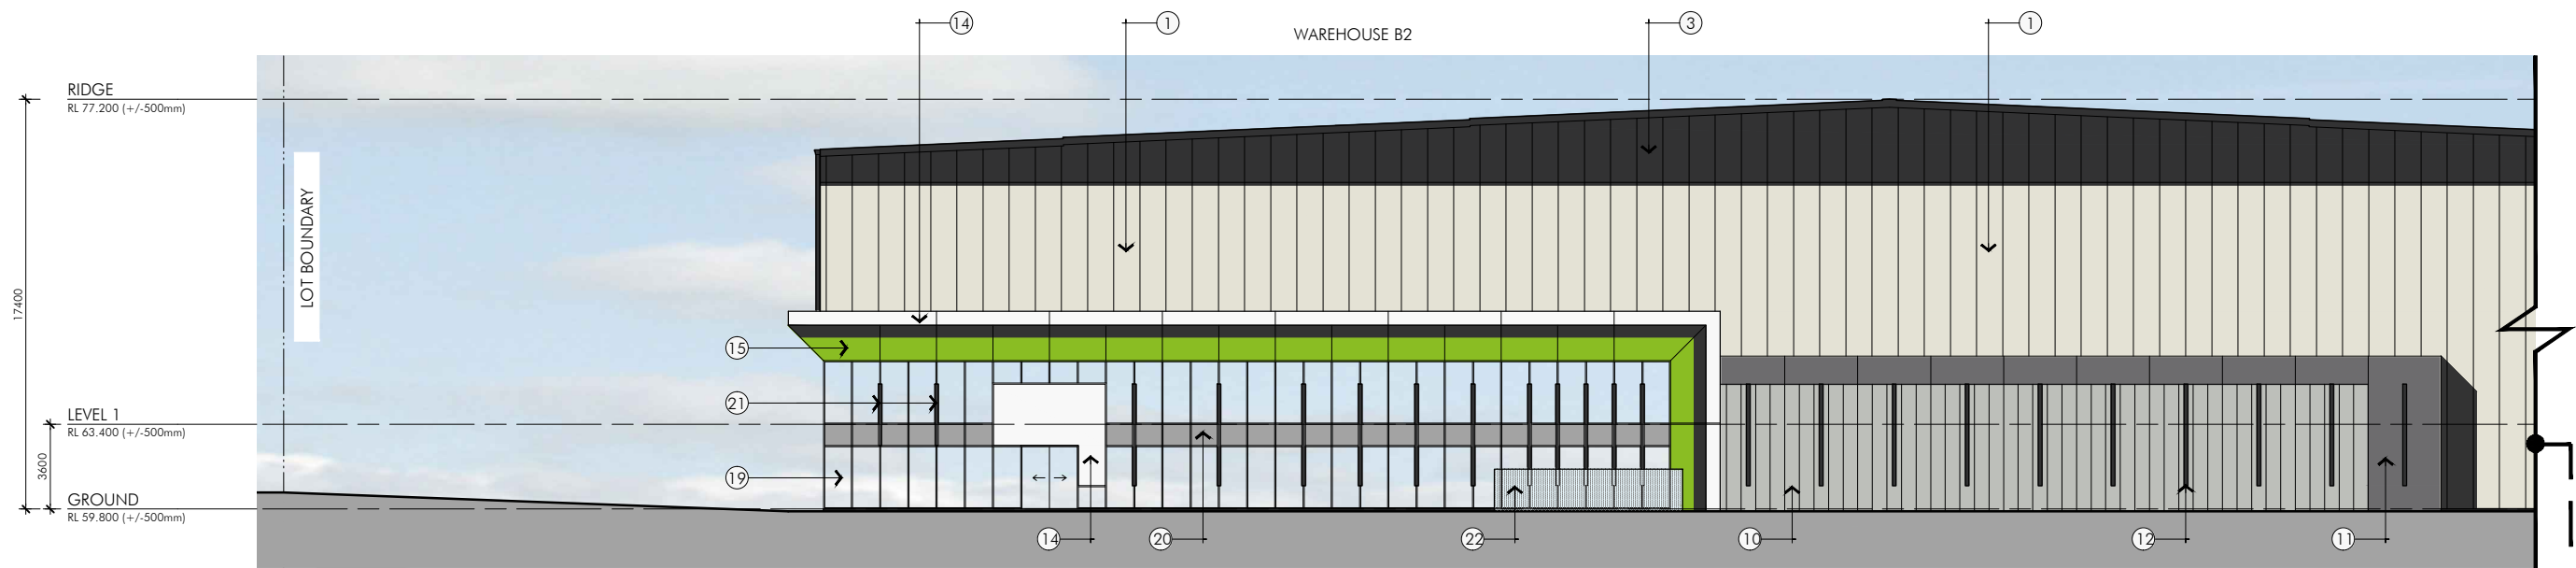 14
1
WAREHOUSE B2
3
1
RIDGE
RL 77.200 (+/-500mm)
17400
LOT BOUNDARY
15
21
LEVEL 1
RL 63.400 (+/-500mm)
3600
19
GROUND
RL 59.800 (+/-500mm)
14
20
22
10
12
11